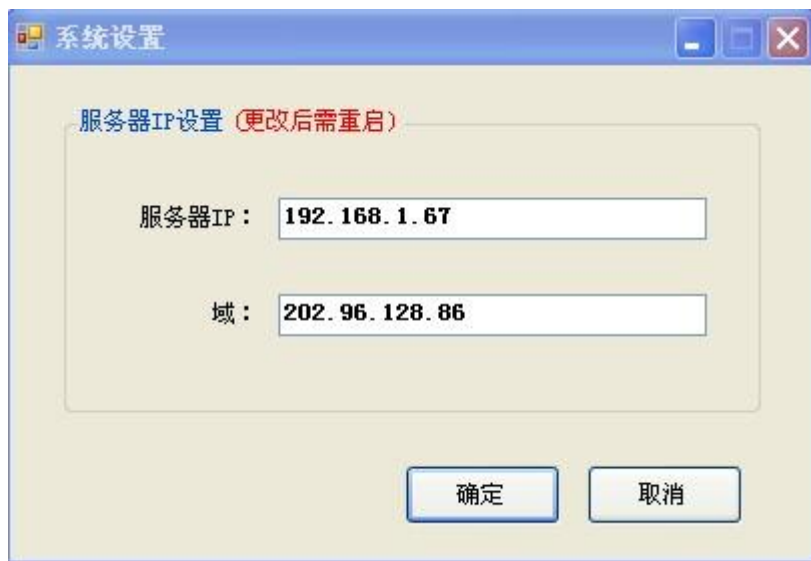 系统设置
服务器IP设置 (更改后需重启)
服务器IP： 192.168.1.67
域： 202.96.128.86
确定 取消